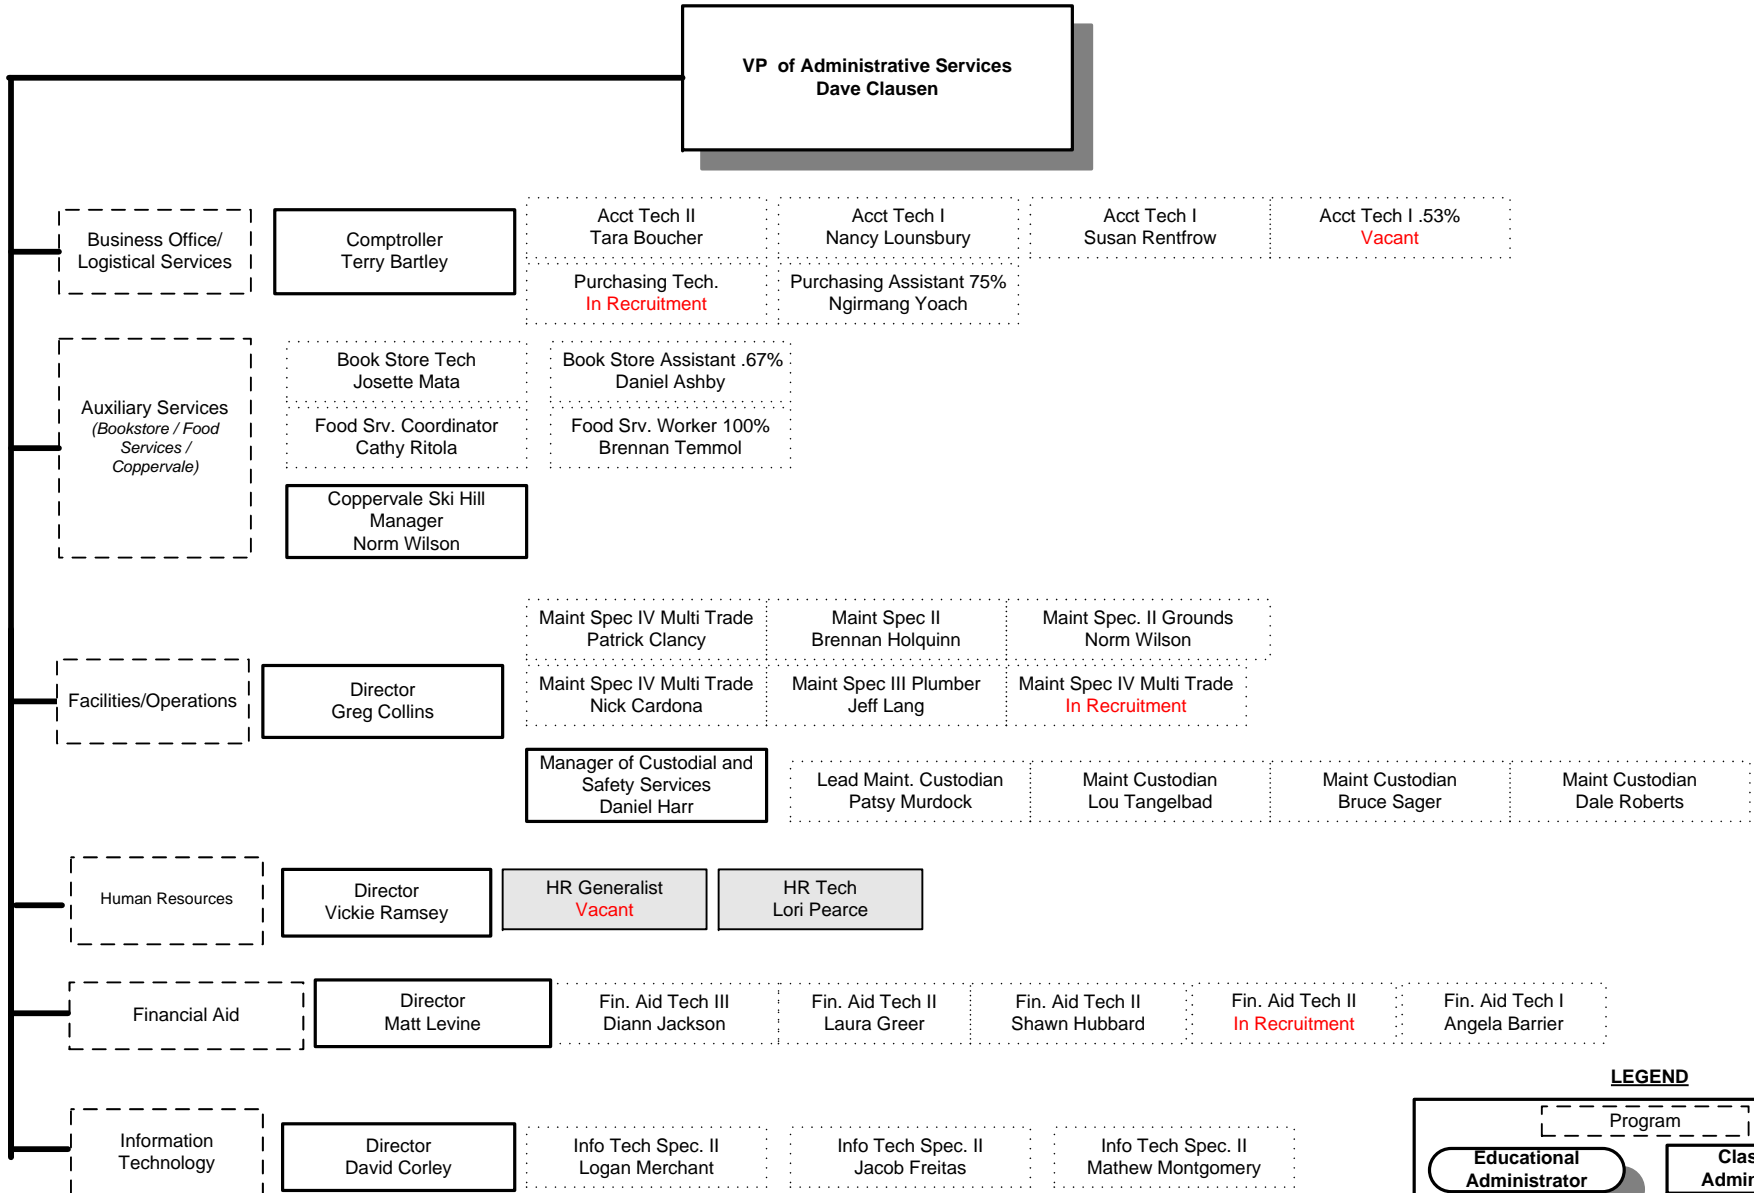 VP of Administrative Services
Dave Clausen
Business Office/
Logistical Services
Comptroller
Terry Bartley
Acct Tech II
Tara Boucher
Acct Tech I
Nancy Lounsbury
Acct Tech I
Susan Rentfrow
Acct Tech I .53%
Vacant
Purchasing Tech.
In Recruitment
Purchasing Assistant 75%
Ngirmang Yoach
Auxiliary Services
(Bookstore / Food
Services /
Coppervale)
Book Store Tech
Josette Mata
Book Store Assistant .67%
Daniel Ashby
Food Srv. Coordinator
Cathy Ritola
Food Srv. Worker 100%
Brennan Temmol
Coppervale Ski Hill
Manager
Norm Wilson
Facilities/Operations
Director
Greg Collins
Maint Spec IV Multi Trade
Patrick Clancy
Maint Spec II
Brennan Holquinn
Maint Spec. II Grounds
Norm Wilson
Maint Spec IV Multi Trade
Nick Cardona
Maint Spec III Plumber
Jeff Lang
Maint Spec IV Multi Trade
In Recruitment
Manager of Custodial and
Safety Services
Daniel Harr
Lead Maint. Custodian
Patsy Murdock
Maint Custodian
Lou Tangelbad
Maint Custodian
Bruce Sager
Maint Custodian
Dale Roberts
Human Resources
Director
Vickie Ramsey
HR Generalist
Vacant
HR Tech
Lori Pearce
Financial Aid
Director
Matt Levine
Fin. Aid Tech III
Diann Jackson
Fin. Aid Tech II
Laura Greer
Fin. Aid Tech II
Shawn Hubbard
Fin. Aid Tech II
In Recruitment
Fin. Aid Tech I
Angela Barrier
Information
Technology
Director
David Corley
Info Tech Spec. II
Logan Merchant
Info Tech Spec. II
Jacob Freitas
Info Tech Spec. II
Mathew Montgomery
LEGEND
Program
Educational
Administrator